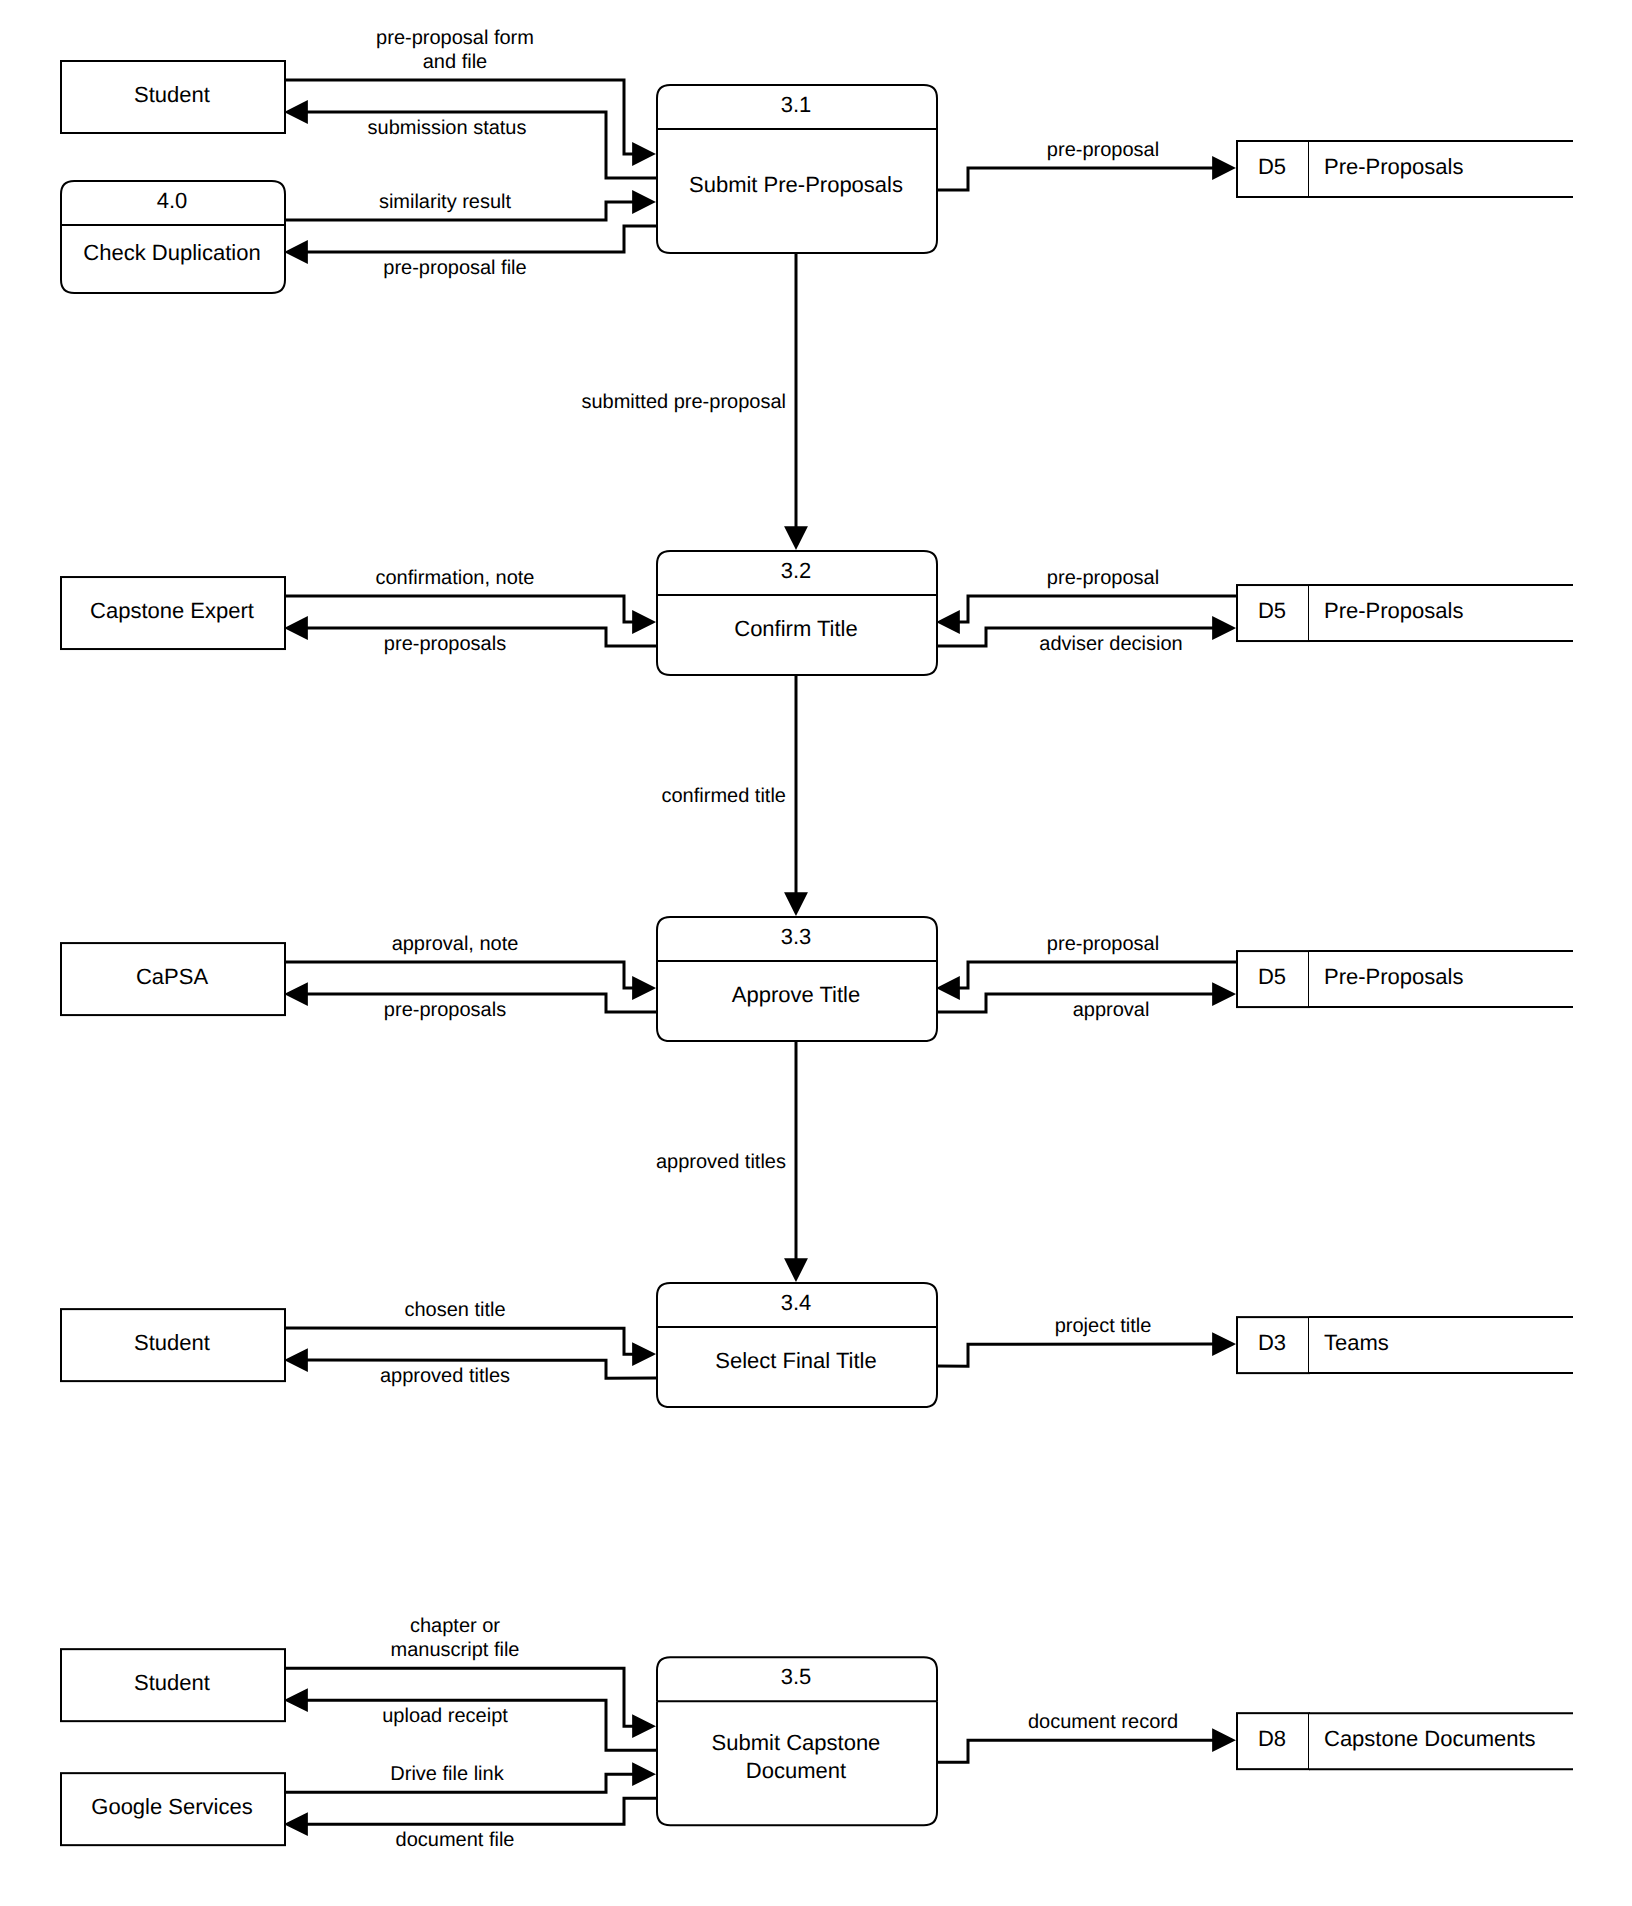 pre-proposal form
and file
Student
submission status
3.1
Submit Pre-Proposals
pre-proposal
D5
Pre-Proposals
4.0
Check Duplication
similarity result
pre-proposal file
submitted pre-proposal
Capstone Expert
confirmation, note
pre-proposals
3.2
Confirm Title
pre-proposal
adviser decision
D5
Pre-Proposals
confirmed title
CaPSA
approval, note
pre-proposals
3.3
Approve Title
pre-proposal
approval
D5
Pre-Proposals
approved titles
Student
chosen title
approved titles
3.4
Select Final Title
project title
D3
Teams
chapter or
manuscript file
Student
upload receipt
3.5
Submit Capstone
Document
document record
D8
Capstone Documents
Google Services
Drive file link
document file